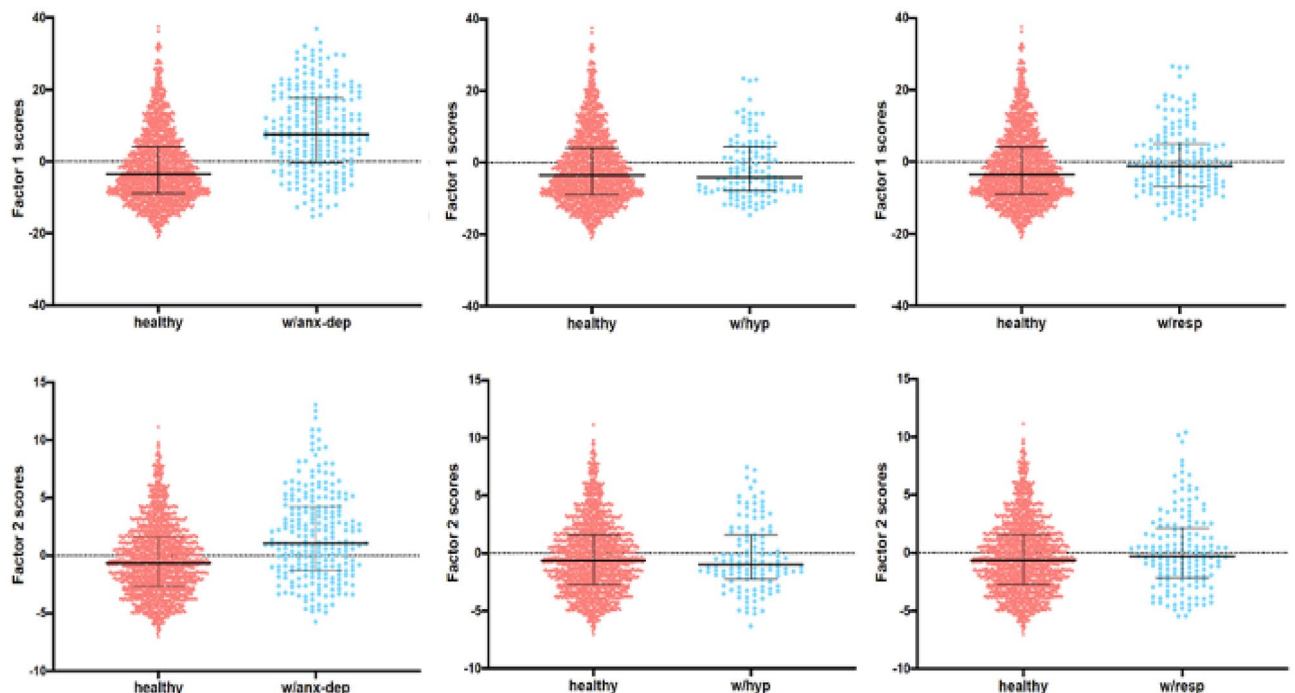 40
20
0
-20
-40
Factor 1 scores
healthy
w/anx-dep
40
20
0
-20
-40
Factor 1 scores
healthy
w/hyp
40
20
0
-20
-40
Factor 1 scores
healthy
w/resp
15
10
5
0
-5
-10
Factor 2 scores
healthy
w/anx-dep
15
10
5
0
-5
-10
Factor 2 scores
healthy
w/hyp
15
10
5
0
-5
-10
Factor 2 scores
healthy
w/resp